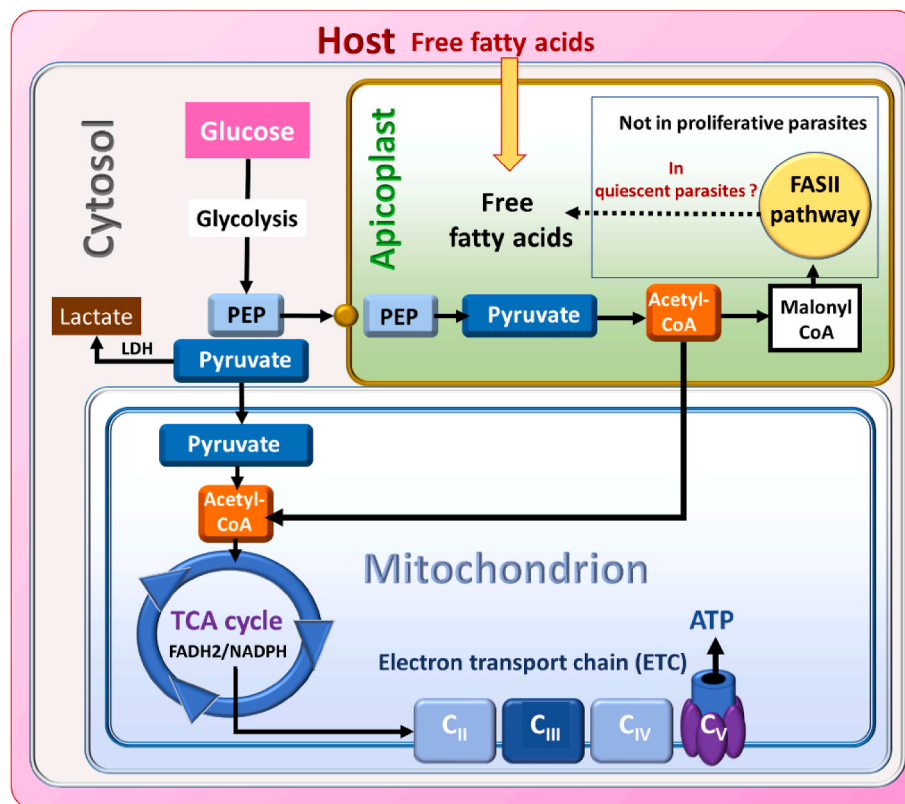 Host Free fatty acids
Cytosol
Glucose
Glycolysis
PEP
Lactate
LDH
Pyruvate
Apicoplast
Free
fatty acids
Not in proliferative parasites
In
quiescent parasites ?
FASII
pathway
PEP
Pyruvate
Acetyl-
CoA
Malonyl
CoA
Pyruvate
Acetyl-
CoA
Mitochondrion
TCA cycle
FADH2/NADPH
Electron transport chain (ETC)
ATP
CII
CIII
CIV
CV